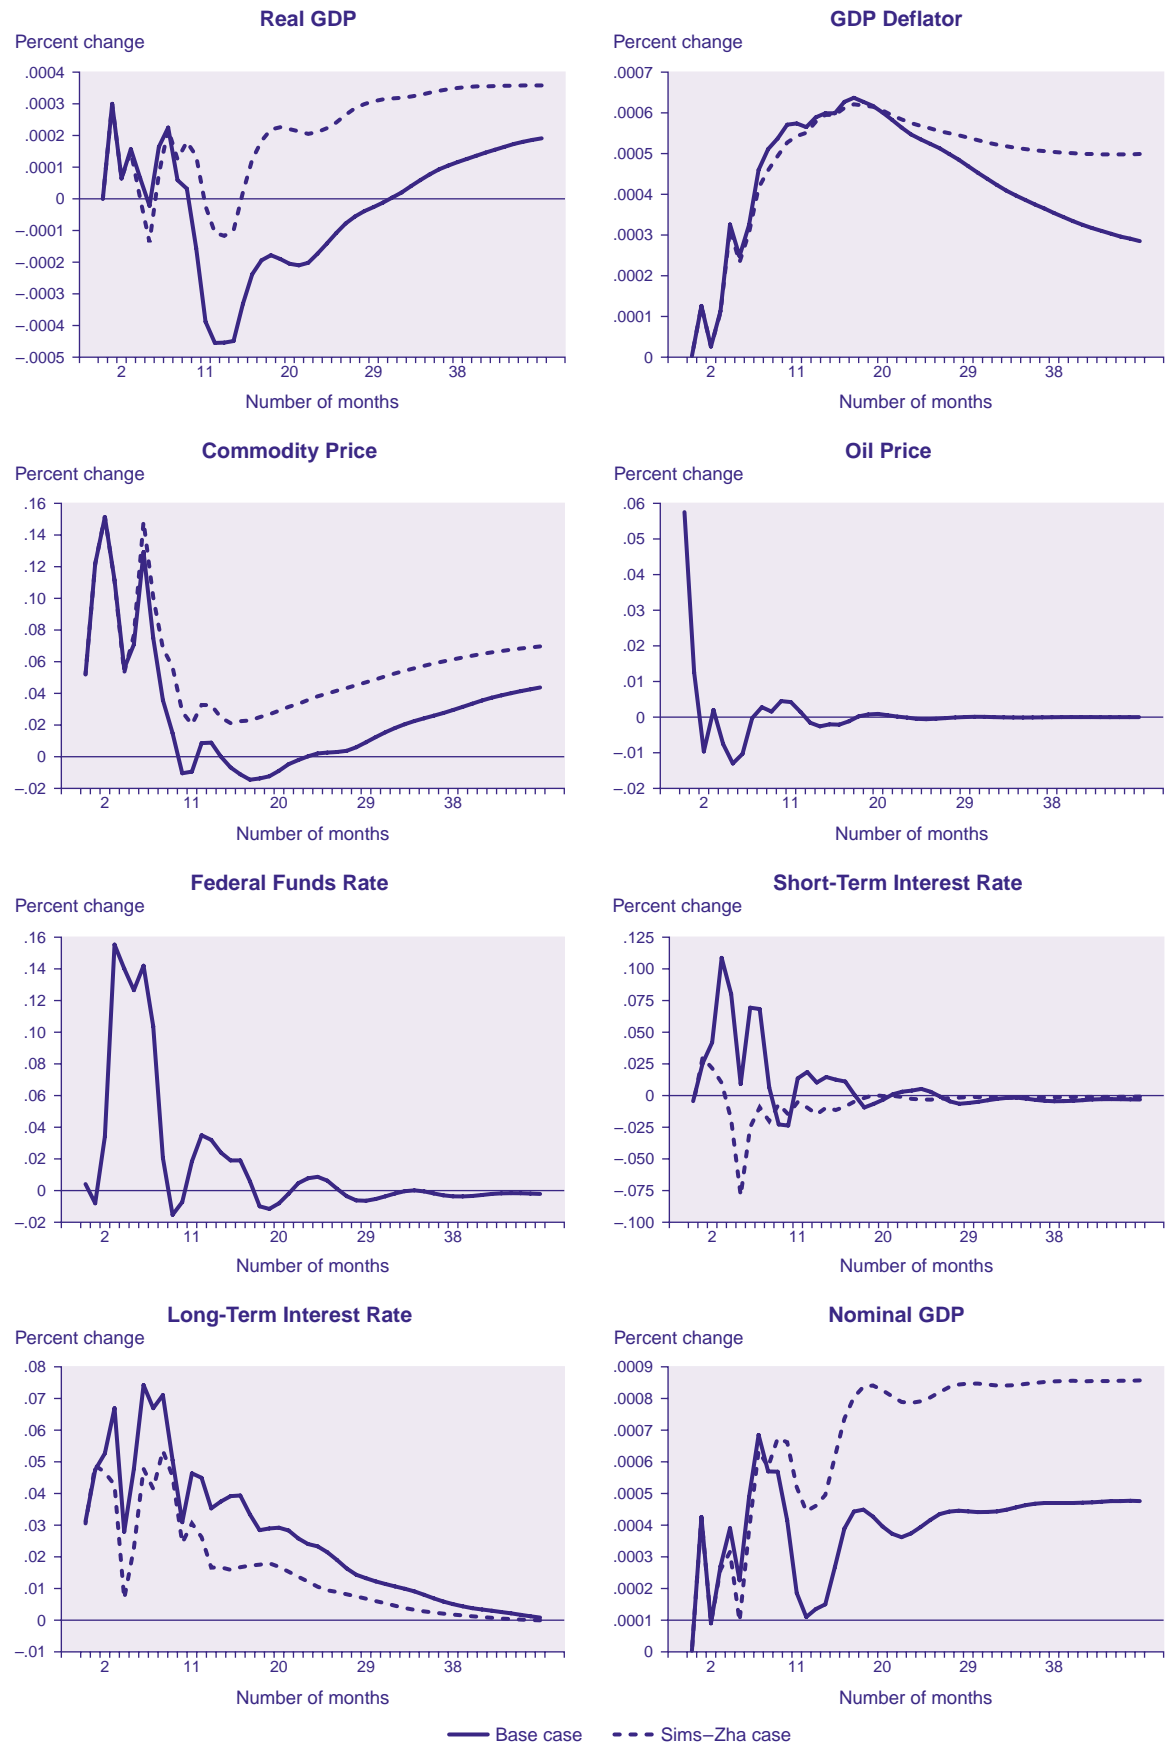 Real GDP
Percent change
.0004
.0003
.0002
.0001
0
–.0001
–.0002
–.0003
–.0004
–.0005
2 11 20 29 38
Number of months
GDP Deflator
Percent change
.0007
.0006
.0005
.0004
.0003
.0002
.0001
0
2 11 20 29 38
Number of months
Commodity Price
Percent change
.16
.14
.12
.10
.08
.06
.04
.02
0
–.02
2 11 20 29 38
Number of months
Oil Price
Percent change
.06
.05
.04
.03
.02
.01
0
–.01
–.02
2 11 20 29 38
Number of months
Federal Funds Rate
Percent change
.16
.14
.12
.10
.08
.06
.04
.02
0
–.02
2 11 20 29 38
Number of months
Short-Term Interest Rate
Percent change
.125
.100
.075
.050
.025
0
–.025
–.050
–.075
–.100
2 11 20 29 38
Number of months
Long-Term Interest Rate
Percent change
.08
.07
.06
.05
.04
.03
.02
.01
0
–.01
2 11 20 29 38
Number of months
Nominal GDP
Percent change
.0009
.0008
.0007
.0006
.0005
.0004
.0003
.0002
.0001
0
2 11 20 29 38
Number of months
Base case Sims–Zha case